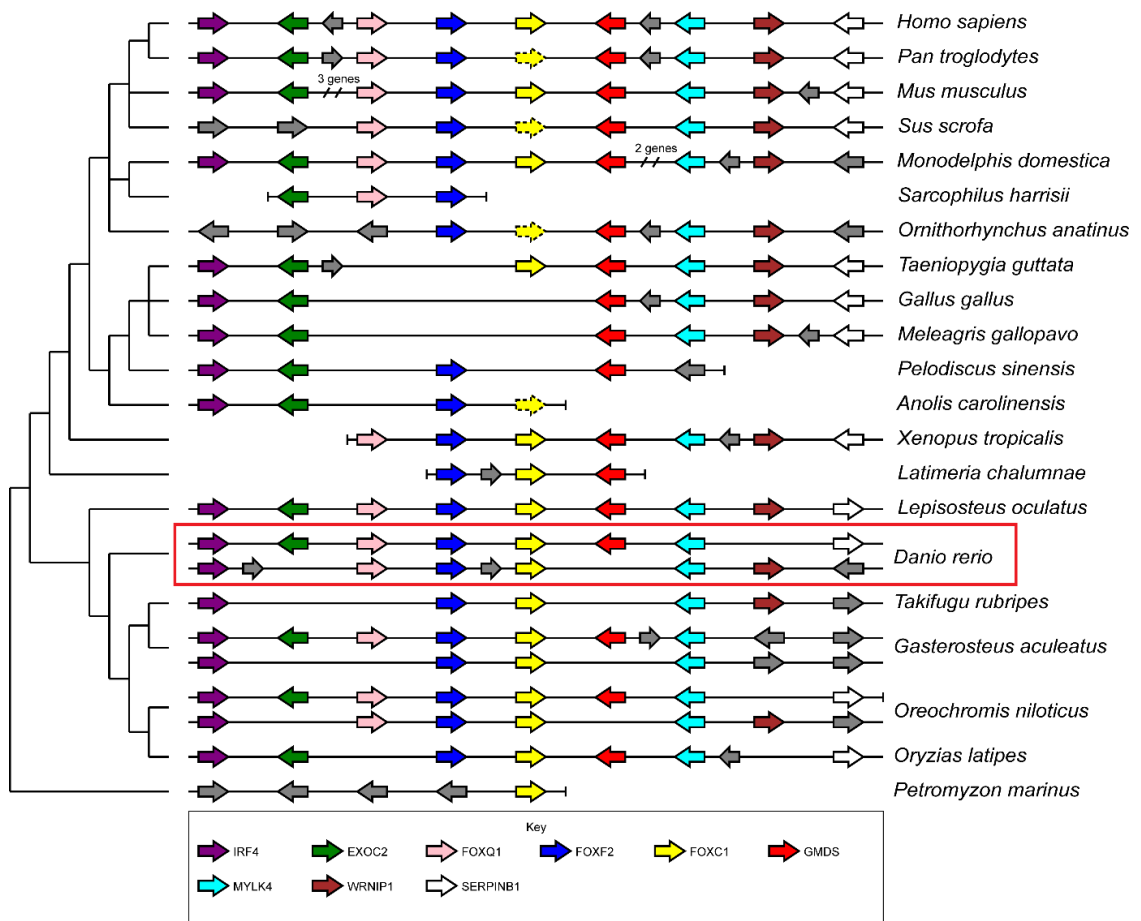 Homo sapiens
Pan troglodytes
3 genes
Mus musculus
Sus scrofa
2 genes
Monodelphis domestica
Sarcophilus harrisii
Ornithorhynchus anatinus
Taeniopygia guttata
Gallus gallus
Meleagris gallopavo
Pelodiscus sinensis
Anolis carolinensis
Xenopus tropicalis
Latimeria chalumnae
Lepisosteus oculatus
Danio rerio
Takifugu rubripes
Gasterosteus aculeatus
Oreochromis niloticus
Oryzias latipes
Petromyzon marinus
Key
IRF4 EXOC2 FOXQ1 FOXF2 FOXC1 GMDS
MYLK4 WRNIP1 SERPINB1